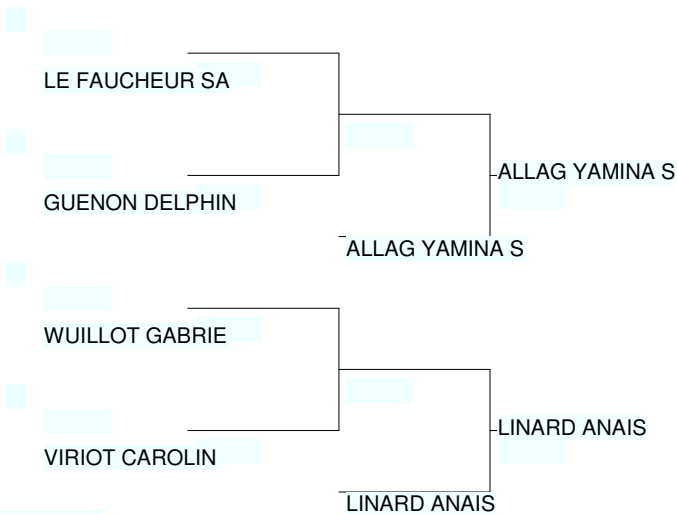 LE FAUCHEUR SA
ALLAG YAMINA S
GUENON DELPHIN
ALLAG YAMINA S
WUILLOT GABRIE
LINARD ANAIS
VIRIOT CAROLIN
LINARD ANAIS